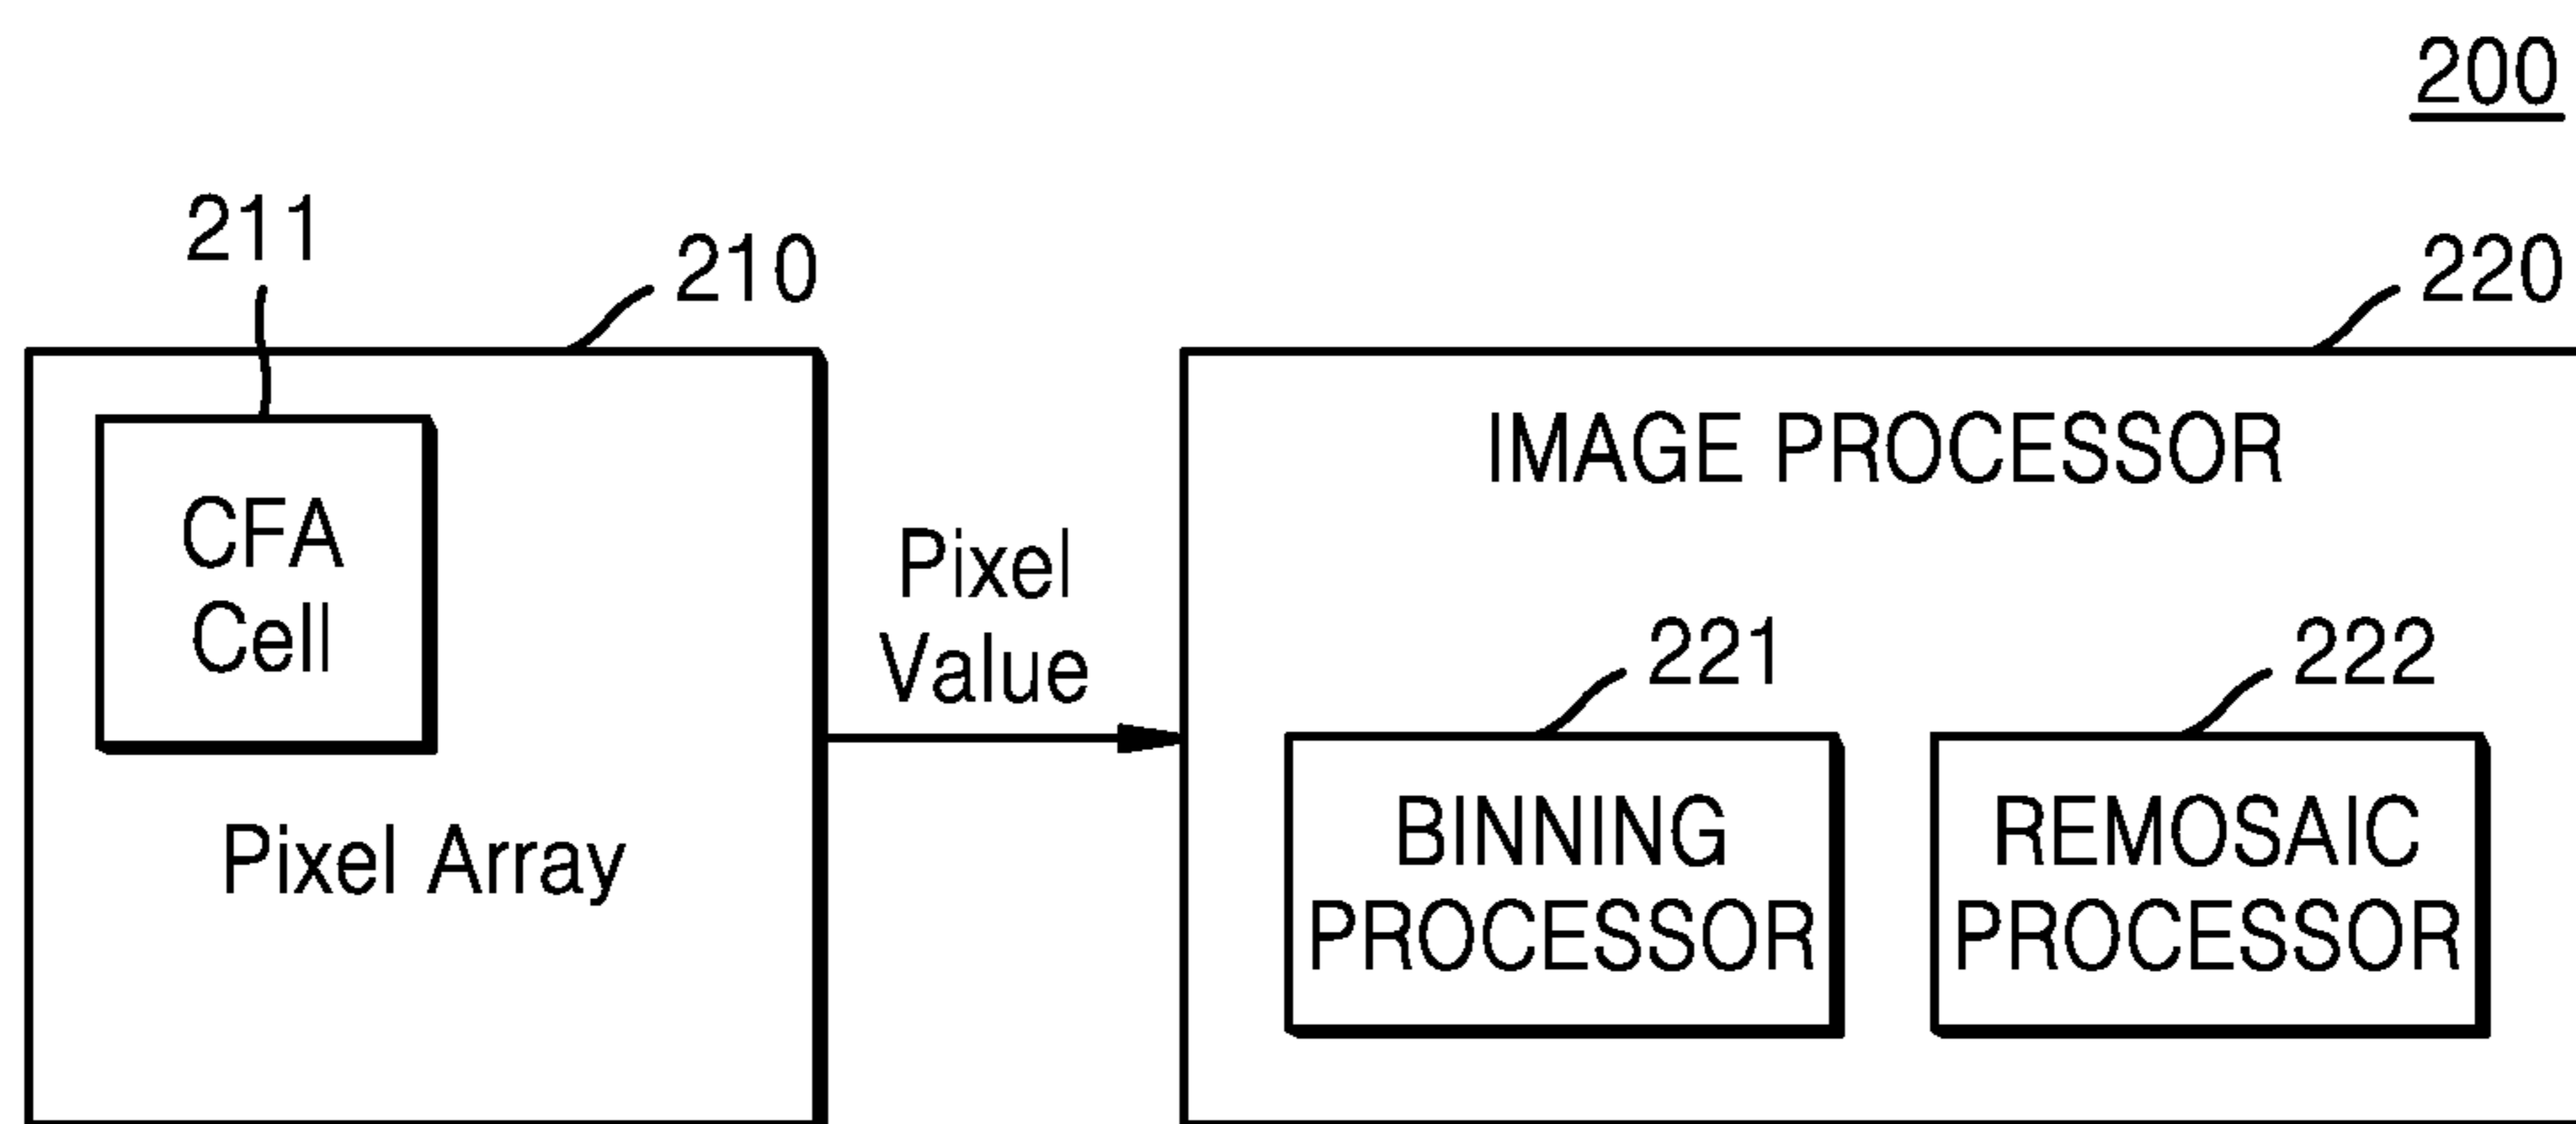 200
211
210
220
CFA
Cell
Pixel Array
Pixel
Value
IMAGE PROCESSOR
221
222
BINNING
PROCESSOR
REMOSAIC
PROCESSOR